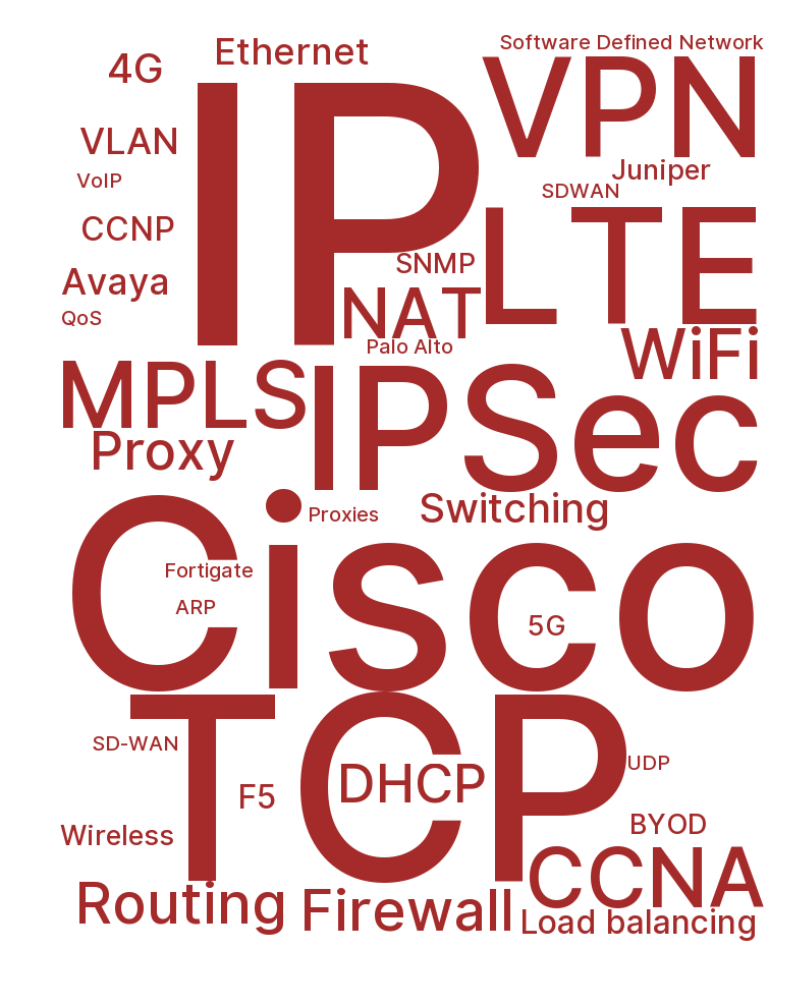 Software Defined Network
Ethernet
4G
IP
VPN
VLAN
Juniper
VoIP
SDWAN
CCNP
LTE
SNMP
Avaya
NAT
QoS
Palo Alto
WiFi
MPLS
IPSec
Proxy
Switching
Proxies
Cisco
Fortigate
ARP
5G
TCP
SD-WAN
UDP
DHCP
F5
BYOD
Wireless
CCNA
Routing
Firewall
Load balancing